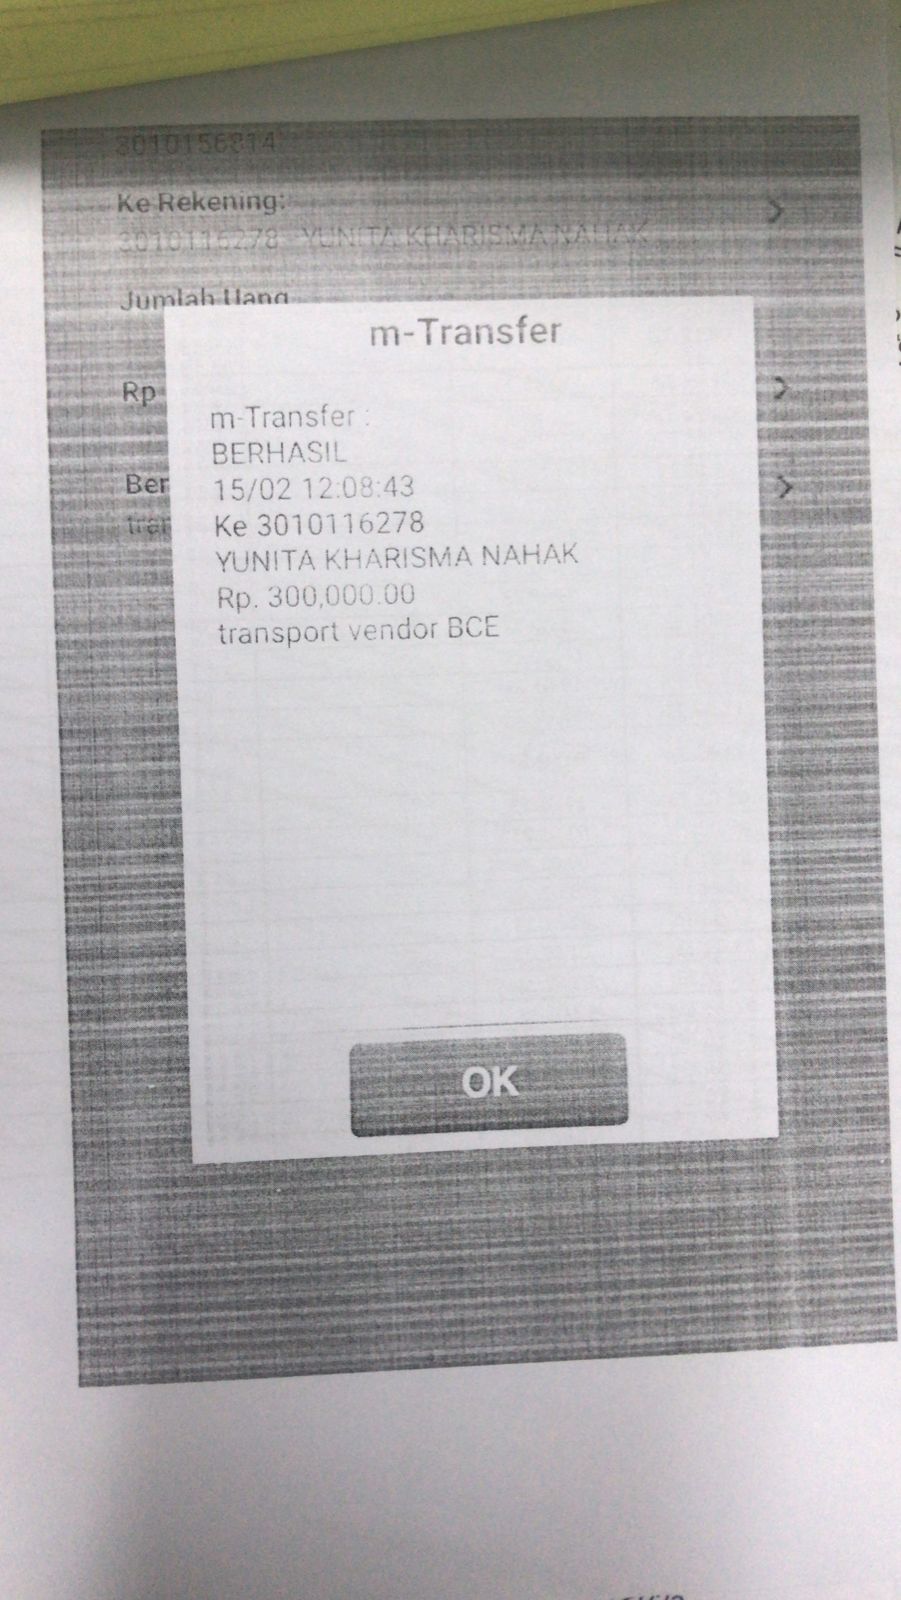 3010156814
Ke Rekening:
3010116278 YUNITA KHARISMA NAHAK
Jumlah Uang
m-Transfer
Rp
m-Transfer :
BERHASIL
15/02 12:08:43
Ber
Ke 3010116278
YUNITA KHARISMA NAHAK
Rp. 300,000.00
transport vendor BCE
OK